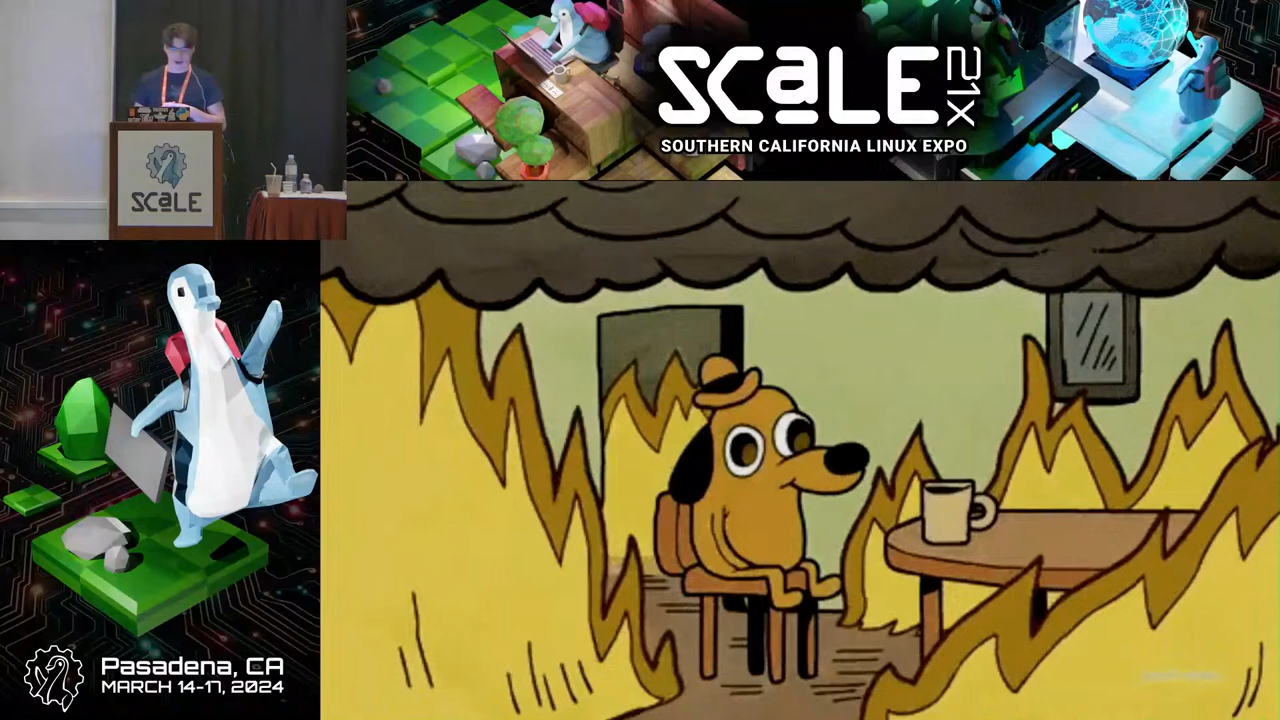 SCaLE
21X
SOUTHERN CALIFORNIA LINUX EXPO
SCaLE
Pasadena, CA
MARCH 14-17, 2024